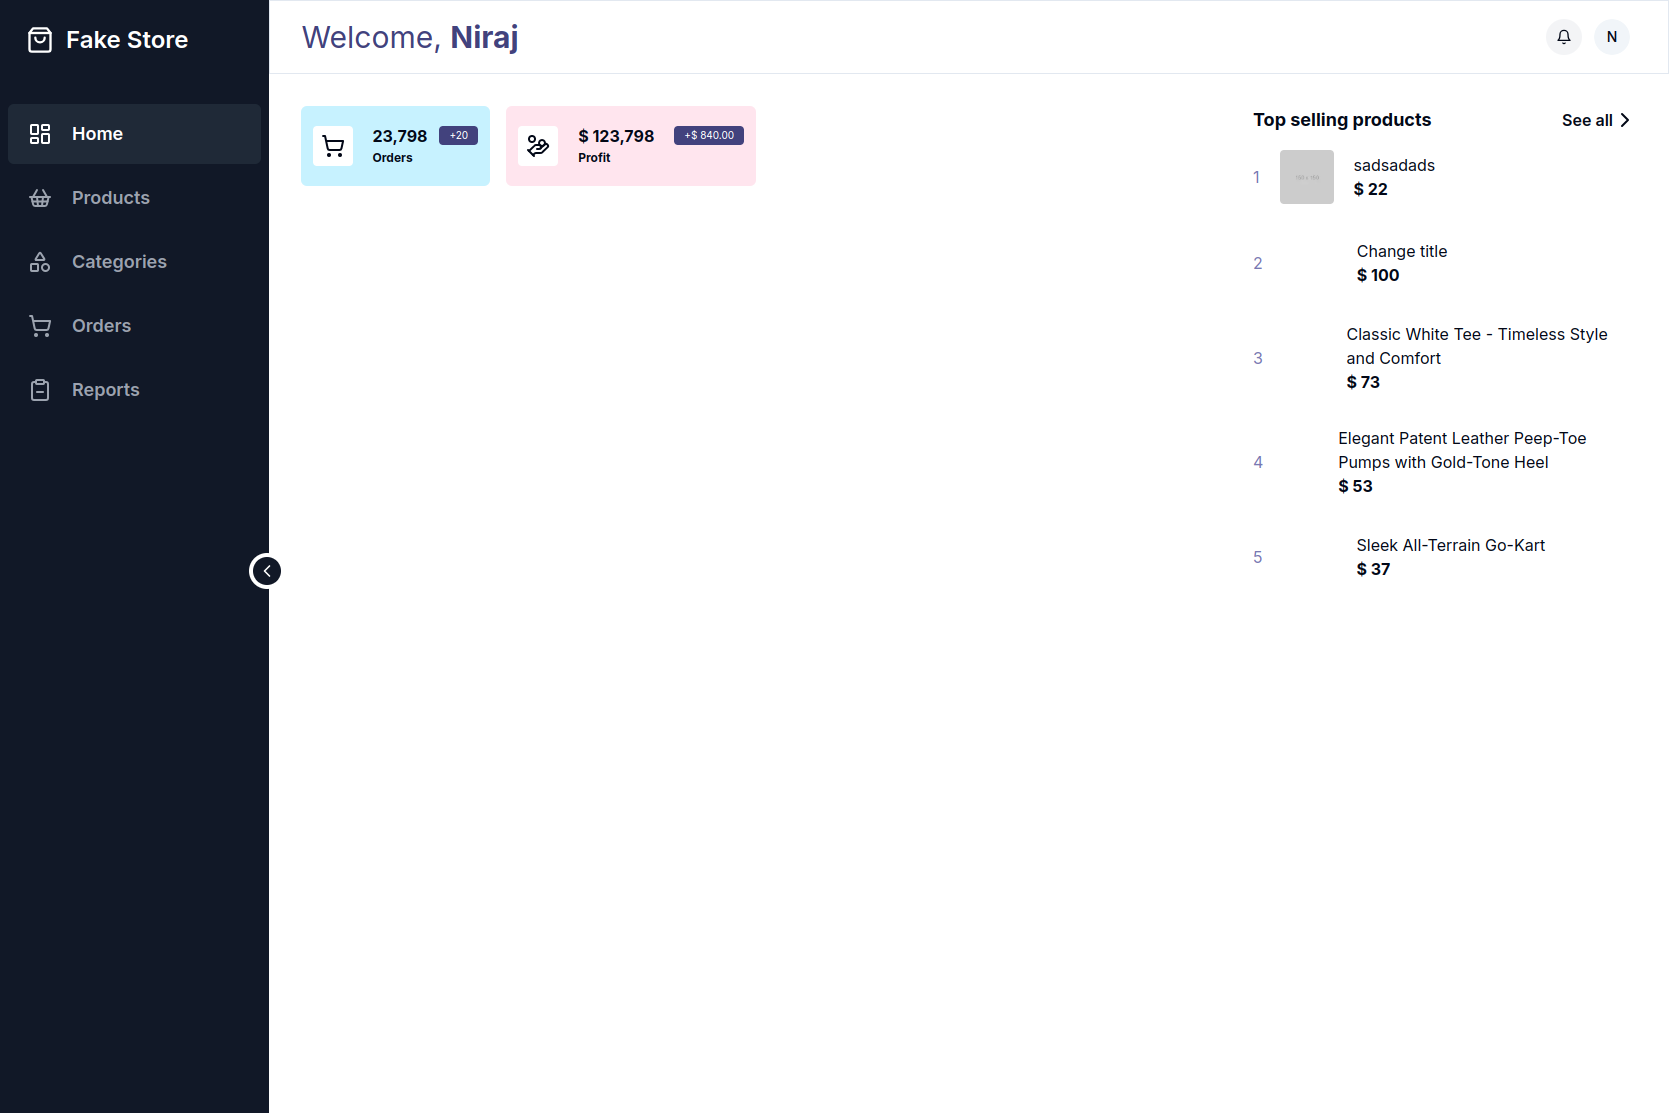 Fake Store
Home
Products
Categories
Orders
Reports
Welcome, Niraj
N
23,798
+20
Orders
$ 123,798
+$ 840.00
Profit
Top selling products
See all
1
sadsadads
$ 22
2
Change title
$ 100
3
Classic White Tee - Timeless Style
and Comfort
$ 73
4
Elegant Patent Leather Peep-Toe
Pumps with Gold-Tone Heel
$ 53
5
Sleek All-Terrain Go-Kart
$ 37